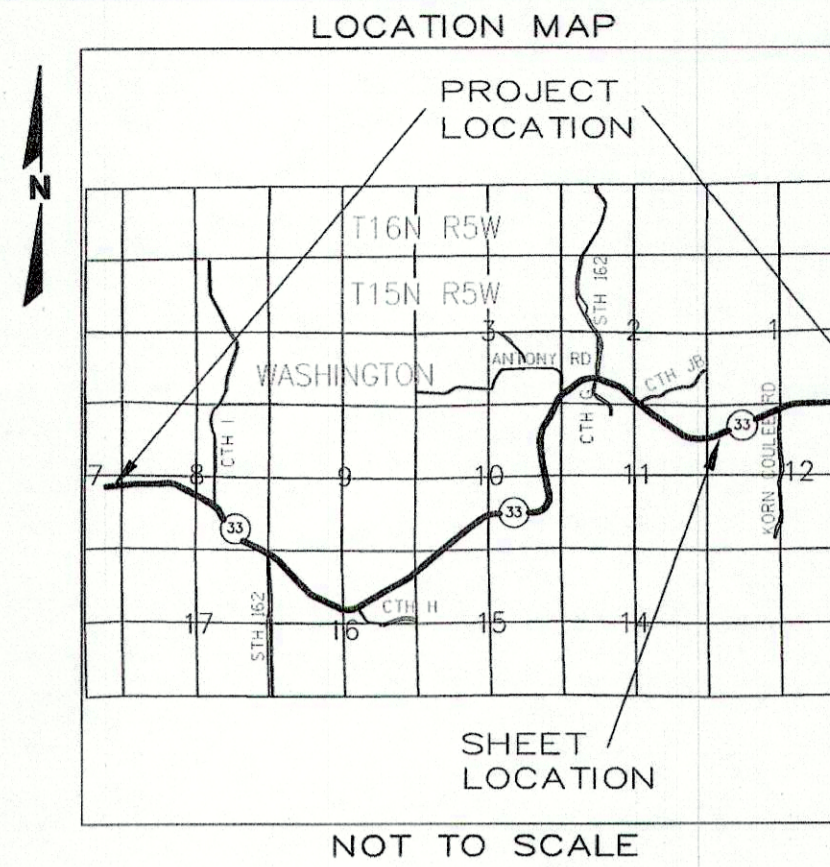 LOCATION MAP
PROJECT
LOCATION
N
T16N R5W
T15N R5W
STH 162
3
2
1
ANTONY RD
WASHINGTON
CTH JB
CTH I
CTH G
33
KORN COULEE RD
7
8
9
10
11
12
33
33
CTH H
STH 162
17
16
15
14
SHEET
LOCATION
NOT TO SCALE